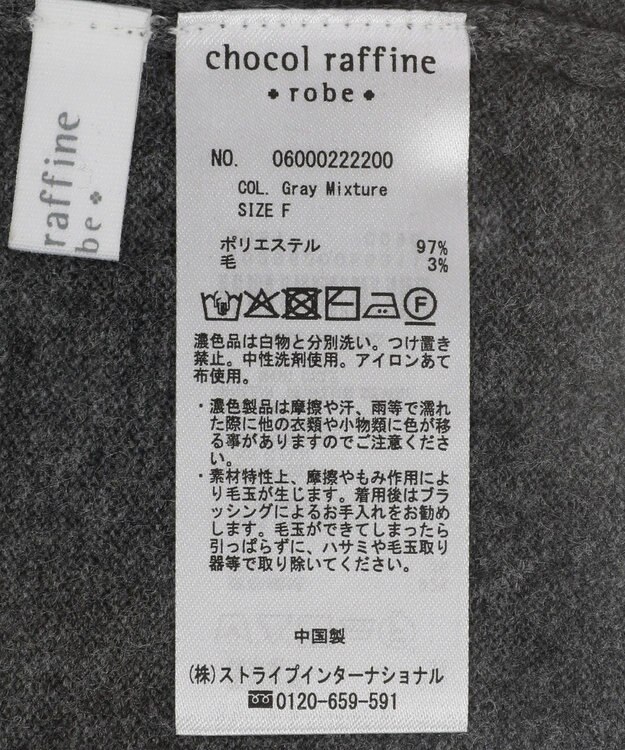 raffine
be
chocol raffine
robe
NO. 06000222200
COL. Gray Mixture
SIZE F
ポリエステル 97%
毛 3%
F
濃色品は白物と分別洗い。つけ置き
禁止。中性洗剤使用。アイロンあて
布使用。
・濃色製品は摩擦や汗、雨等で濡れ
た際に他の衣類や小物類に色が移
る事がありますのでご注意くださ
い。
・素材特性上、摩擦やもみ作用によ
り毛玉が生じます。着用後はブラ
ッシングによるお手入れをお勧め
します。毛玉ができてしまったら
引っぱらずに、ハサミや毛玉取り
器等で取り除いてください。
中国製
(株)ストライプインターナショナル
0120-659-591